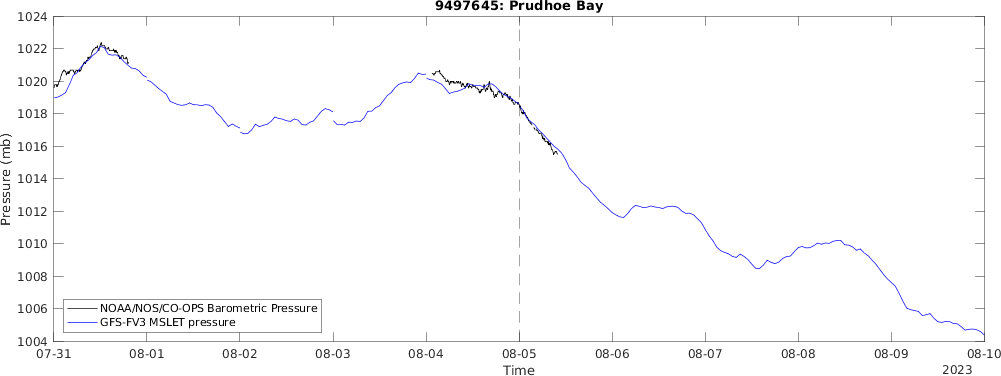 9497645: Prudhoe Bay
1024
1022
1020
1018
1016
1014
1012
1010
1008
1006
1004
Pressure (mb)
NOAA/NOS/CO-OPS Barometric Pressure
GFS-FV3 MSLET pressure
07-31 08-01 08-02 08-03 08-04 08-05 08-06 08-07 08-08 08-09 08-10
Time
2023